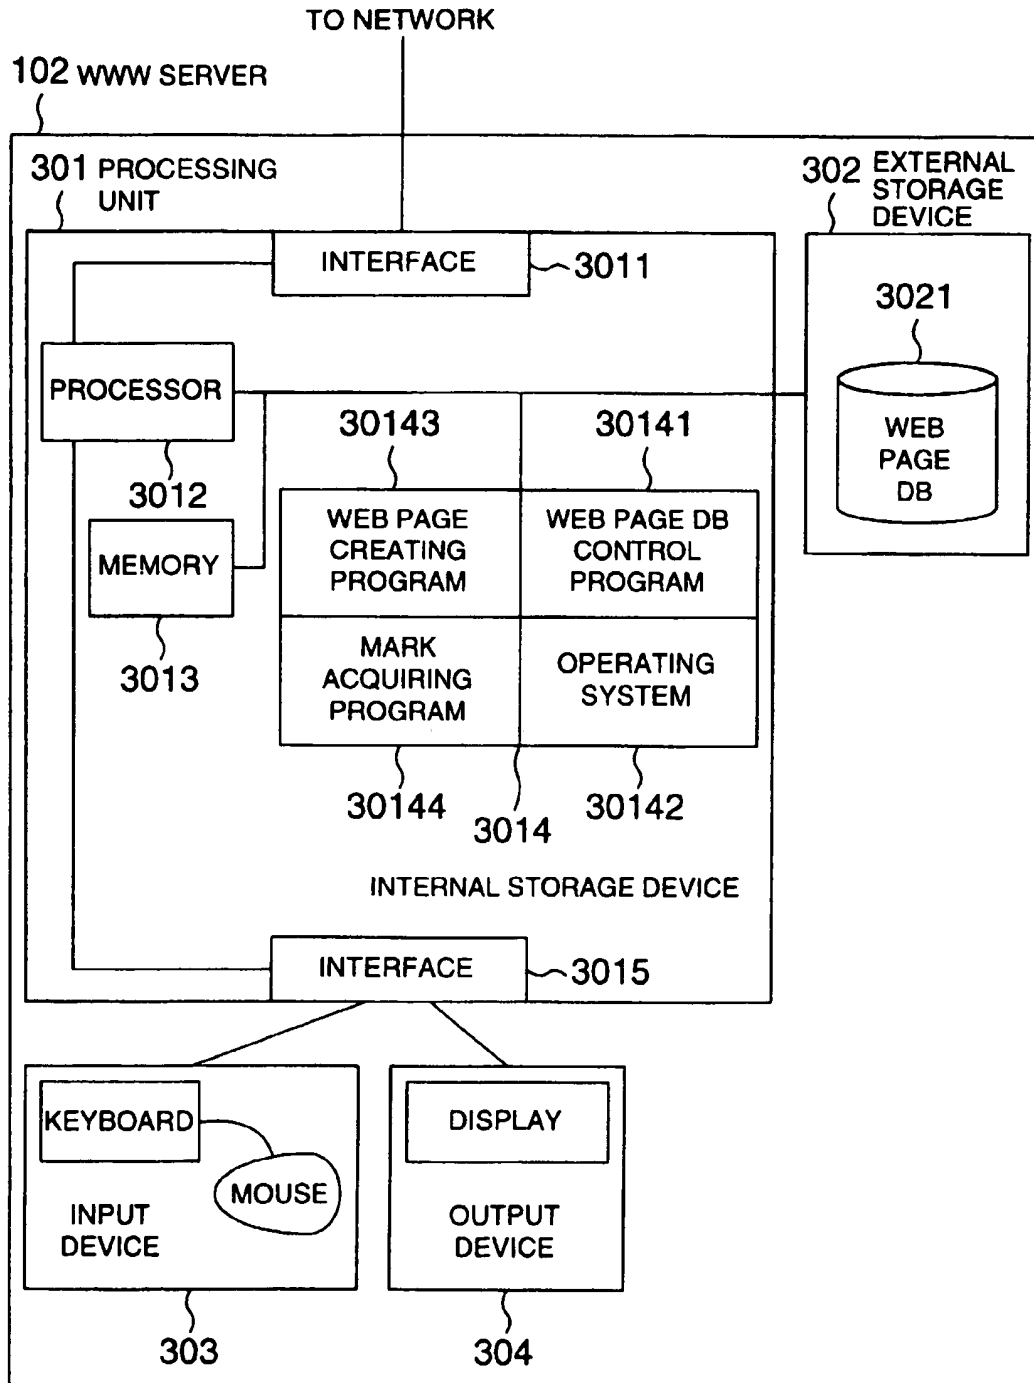 TO NETWORK
102 WWW SERVER
301 PROCESSING
UNIT
302 EXTERNAL
STORAGE
DEVICE
INTERFACE
3011
3021
PROCESSOR
3012
30143
30141
WEB
PAGE
DB
MEMORY
3013
WEB PAGE
CREATING
PROGRAM
WEB PAGE DB
CONTROL
PROGRAM
MARK
ACQUIRING
PROGRAM
OPERATING
SYSTEM
30144
3014
30142
INTERNAL STORAGE DEVICE
INTERFACE
3015
KEYBOARD
MOUSE
INPUT
DEVICE
303
DISPLAY
OUTPUT
DEVICE
304